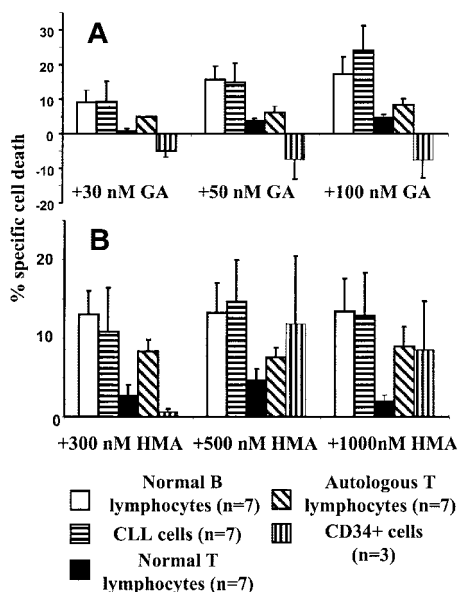 A
30
20
10
0
-10
-20
+30 nM GA
+50 nM GA
+100 nM GA
% specific cell death
B
20
10
0
+300 nM HMA
+500 nM HMA
+1000nM HMA
Normal B
lymphocytes (n=7)
CLL cells (n=7)
Normal T
lymphocytes (n=7)
Autologous T
lymphocytes (n=7)
CD34+ cells
(n=3)